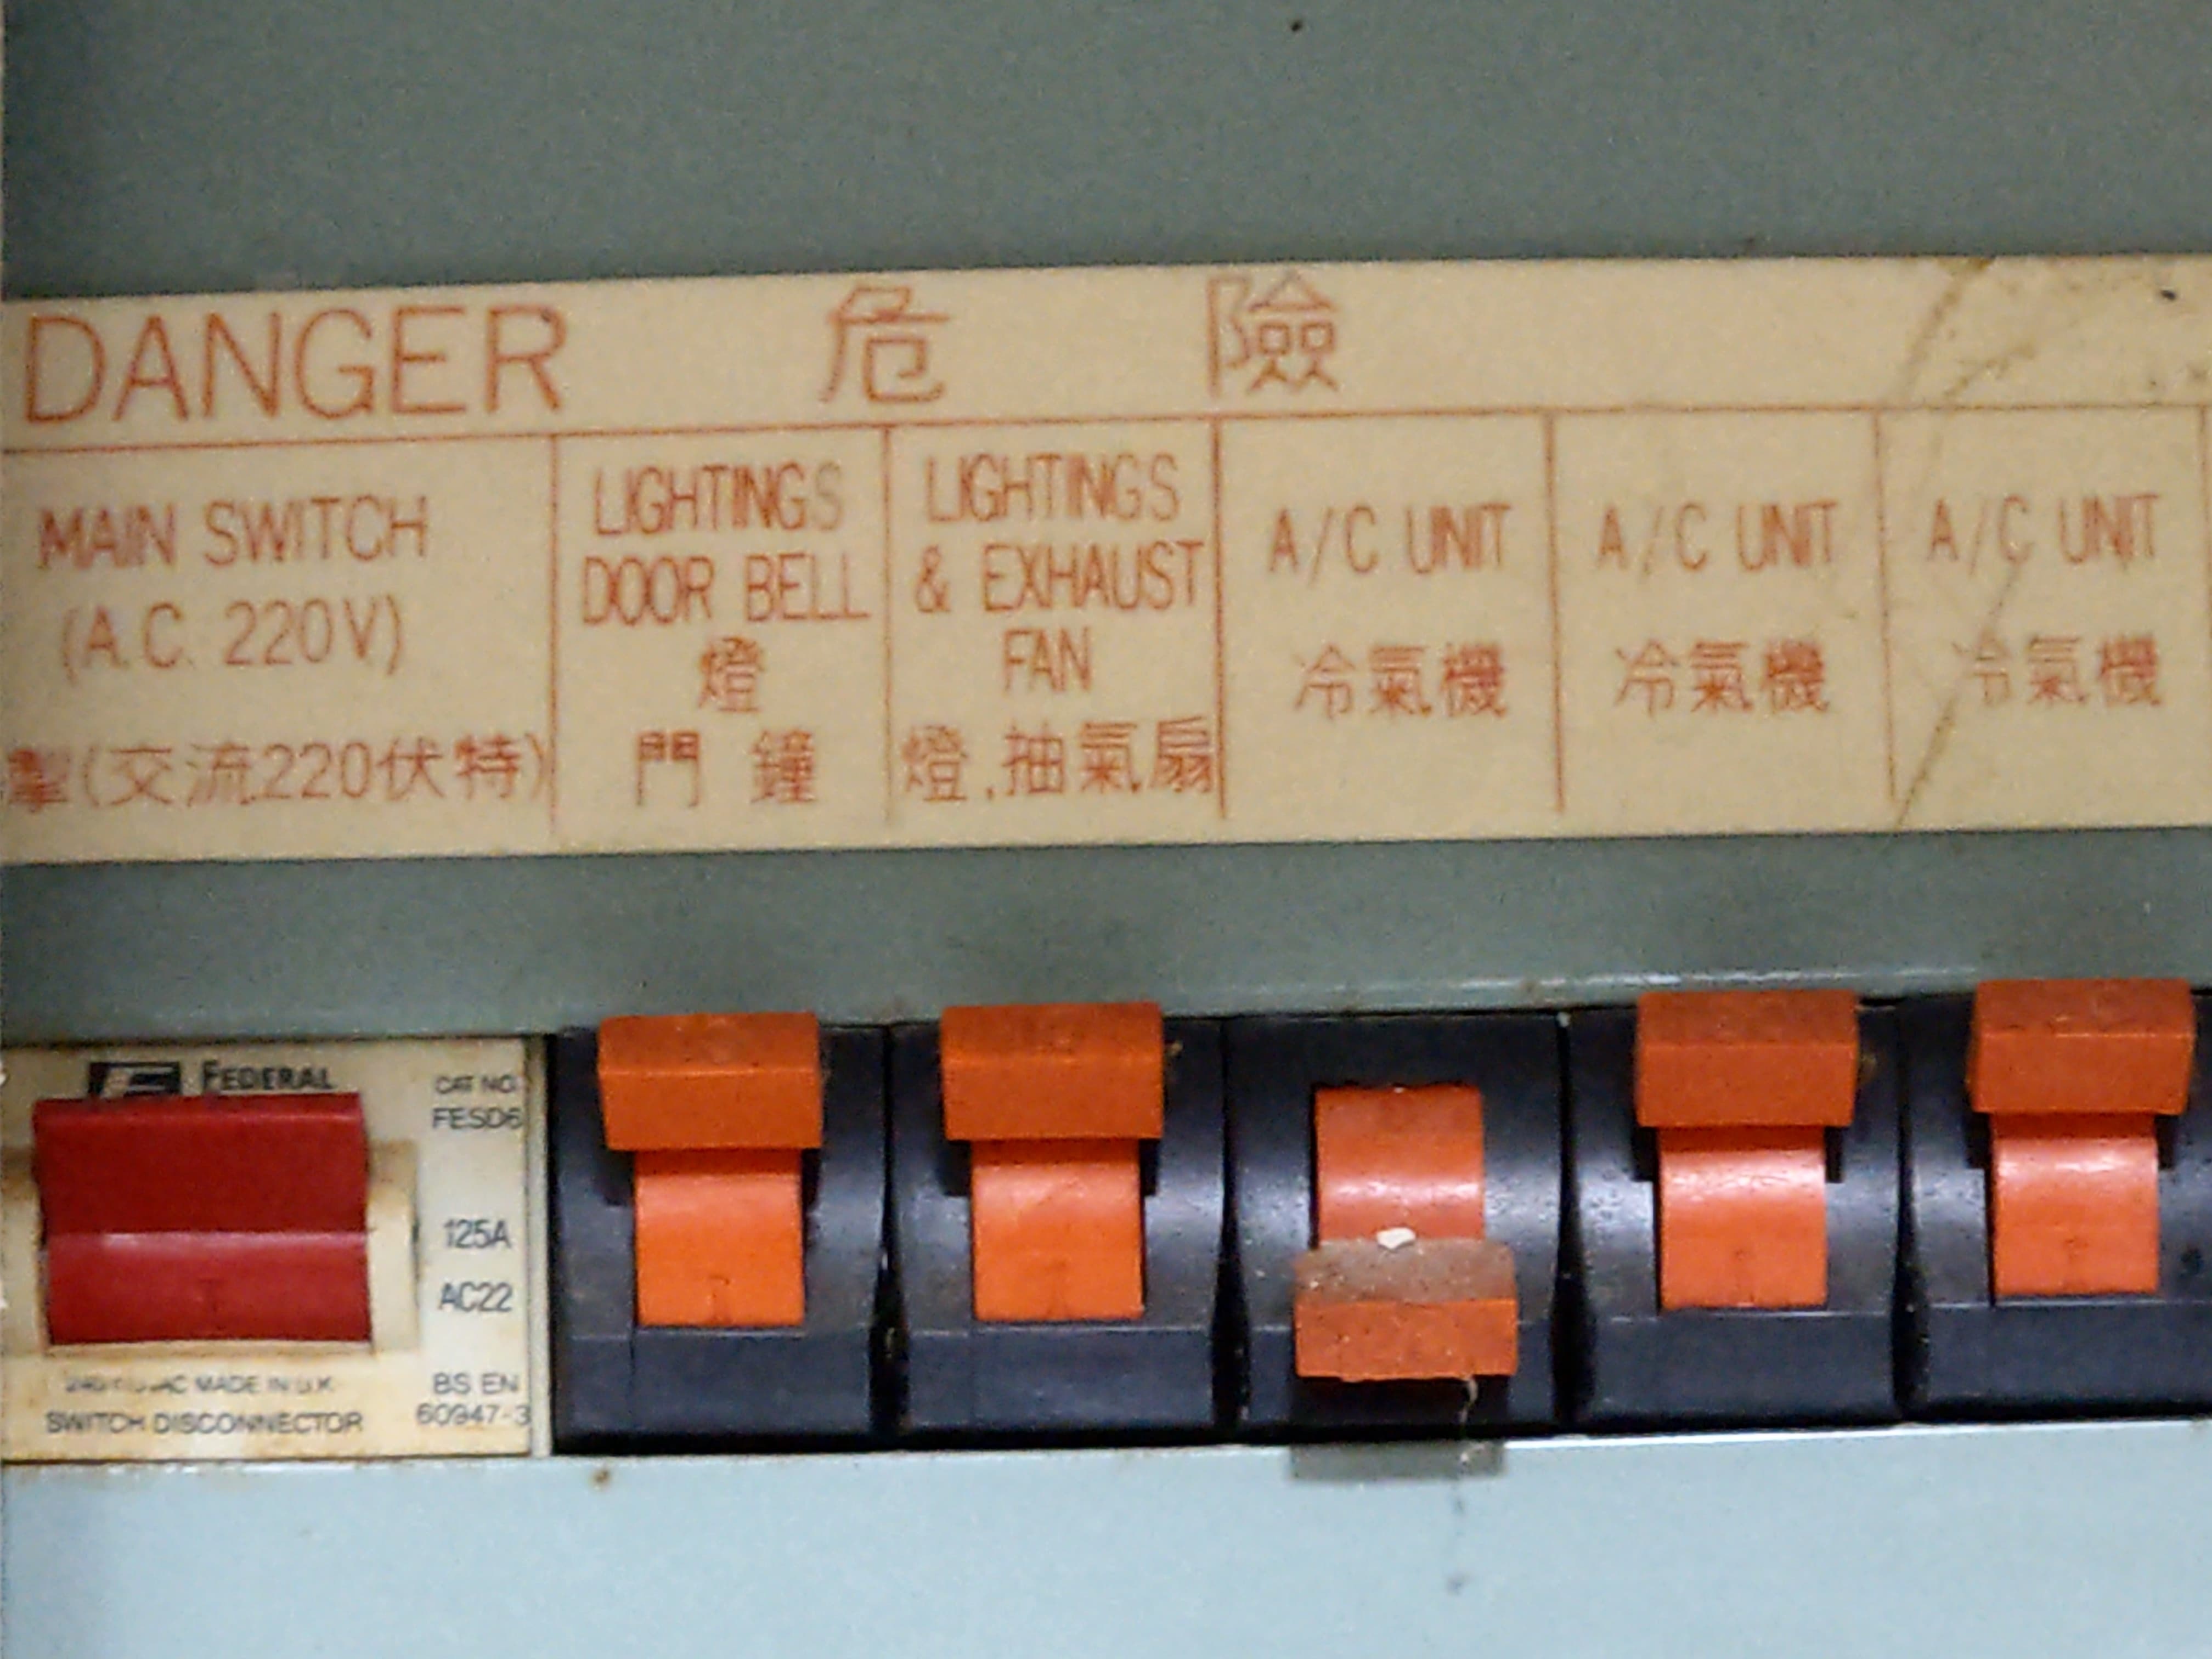 DANGER 危 險
MAIN SWITCH
(A.C. 220V)
掣(交流220伏特)
LIGHTINGS
DOOR BELL
燈
門 鐘
LIGHTINGS
& EXHAUST
FAN
燈.抽氣扇
A/C UNIT
冷氣機
A/C UNIT
冷氣機
A/C UNIT
冷氣機
FEDERAL
CAT NO.
FESD6
125A
AC22
MADE IN U.K
SWITCH DISCONNECTOR
BS EN
60947-3